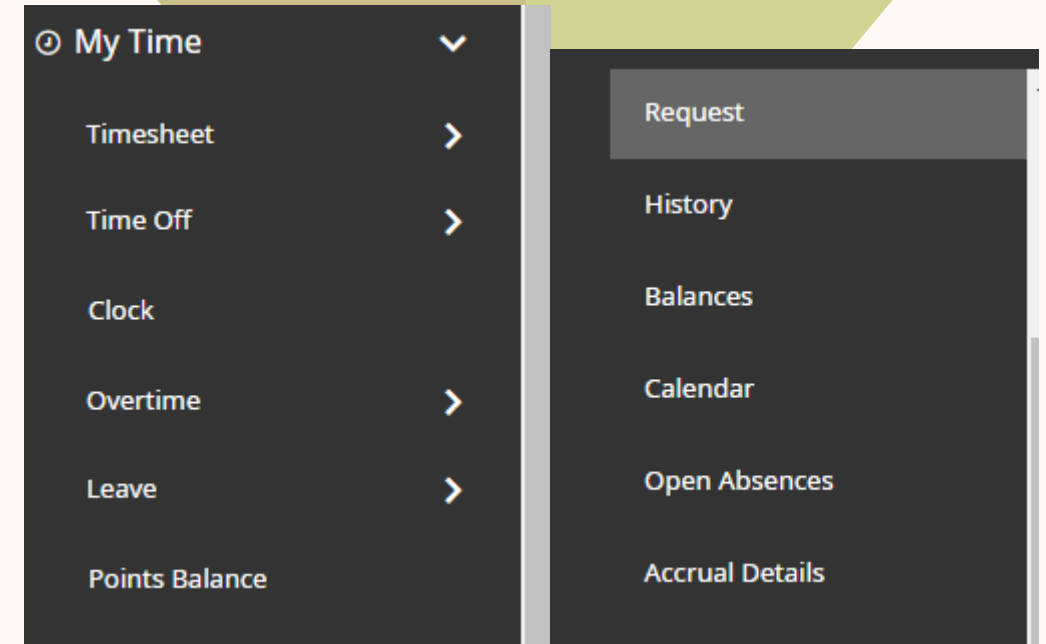 My Time
Timesheet
Time Off
Clock
Overtime
Leave
Points Balance
Request
History
Balances
Calendar
Open Absences
Accrual Details